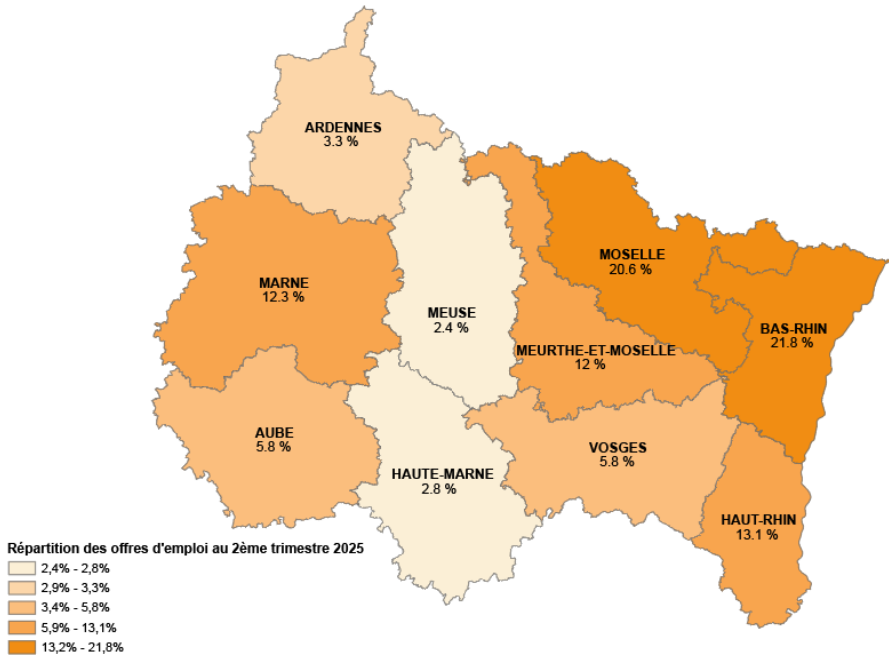 ARDENNES
3.3 %
MOSELLE
20.6 %
MARNE
12.3 %
MEUSE
2.4 %
BAS-RHIN
21.8 %
MEURTHE-ET-MOSELLE
12 %
AUBE
5.8 %
VOSGES
5.8 %
HAUTE-MARNE
2.8 %
HAUT-RHIN
13.1 %
Répartition des offres d'emploi au 2ème trimestre 2025
2,4% - 2,8%
2,9% - 3,3%
3,4% - 5,8%
5,9% - 13,1%
13,2% - 21,8%